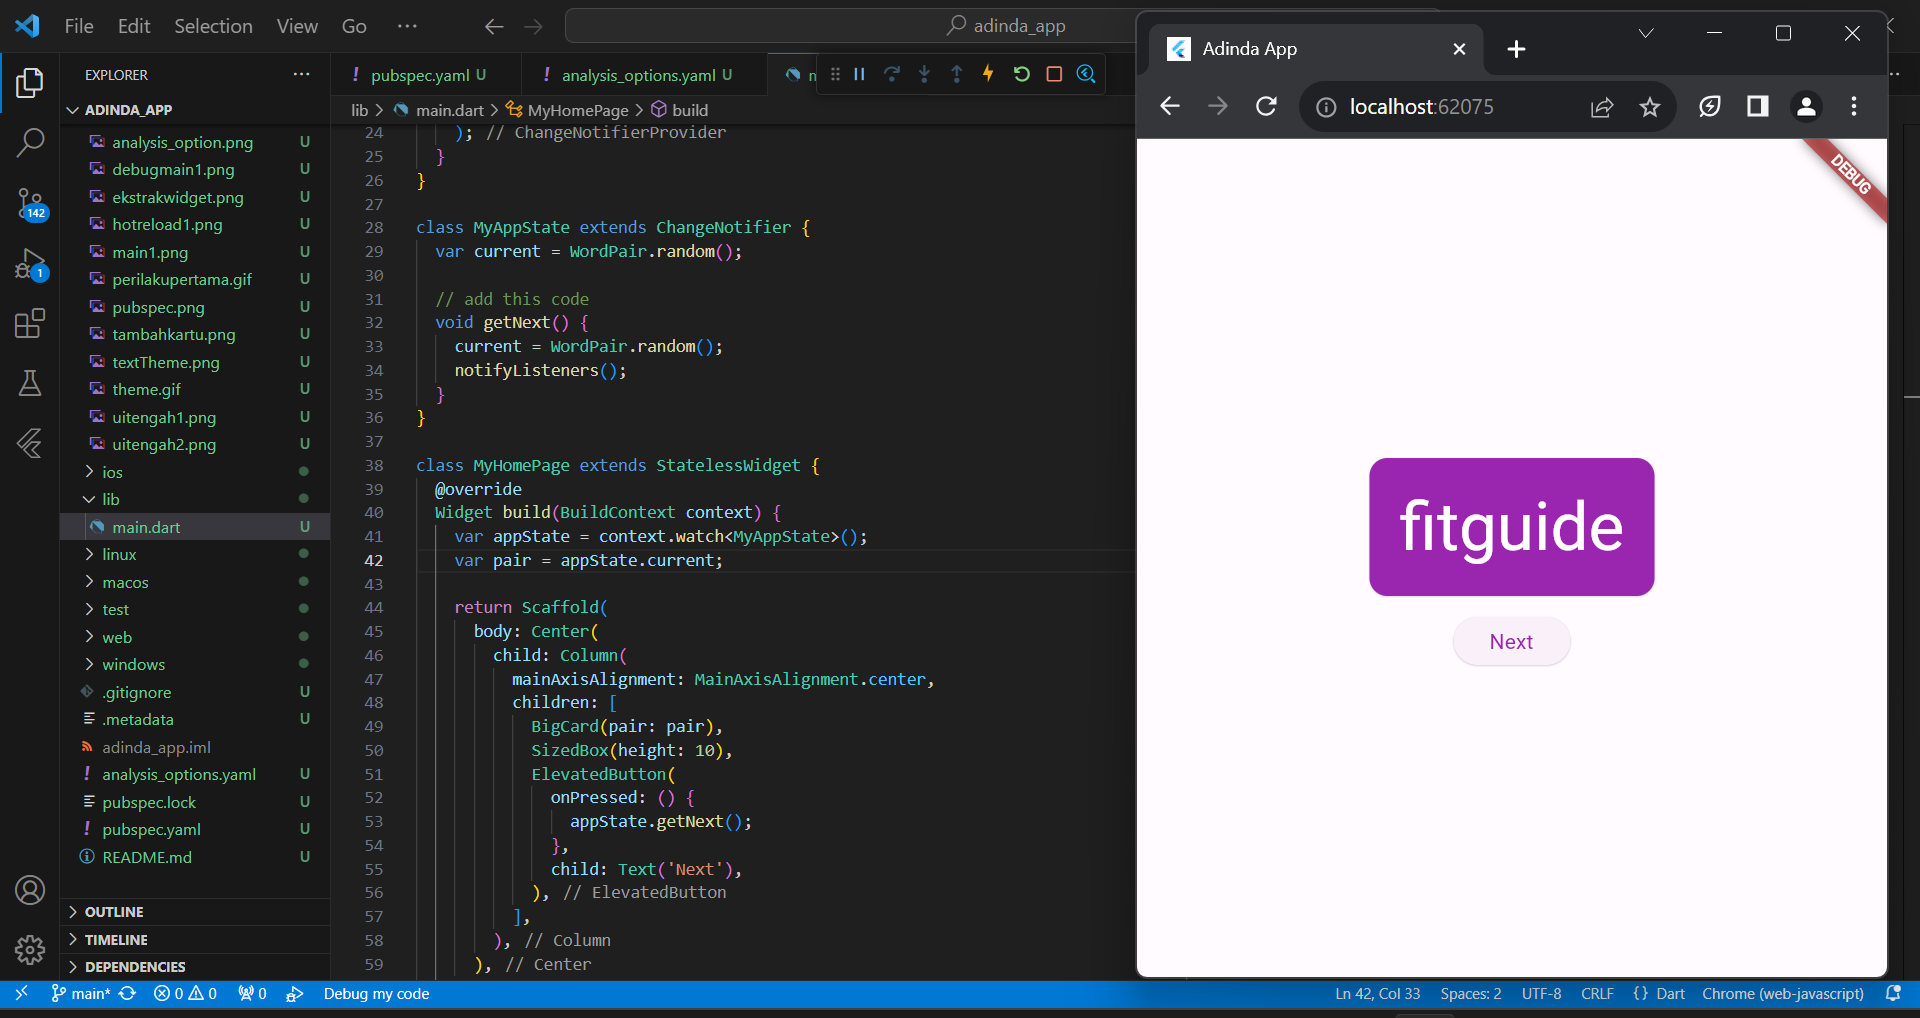 File Edit Selection View Go ··· adinda_app
EXPLORER ···
ADINDA_APP
analysis_option.png U
debugmain1.png U
ekstrakwidget.png U
hotreload1.png U
main1.png U
perilakupertama.gif U
pubspec.png U
tambahkartu.png U
textTheme.png U
theme.gif U
uitengah1.png U
uitengah2.png U
ios
lib
main.dart U
linux
macos
test
web
windows
.gitignore U
.metadata U
adinda_app.iml
analysis_options.yaml U
pubspec.lock U
pubspec.yaml U
README.md U
OUTLINE
TIMELINE
DEPENDENCIES
142
1
! pubspec.yaml U ! analysis_options.yaml U
lib > main.dart > MyHomePage > build
24 ); // ChangeNotifierProvider
25 }
26 }
27
28 class MyAppState extends ChangeNotifier {
29 var current = WordPair.random();
30
31 // add this code
32 void getNext() {
33 current = WordPair.random();
34 notifyListeners();
35 }
36 }
37
38 class MyHomePage extends StatelessWidget {
39 @override
40 Widget build(BuildContext context) {
41 var appState = context.watch<MyAppState>();
42 var pair = appState.current;
43
44 return Scaffold(
45 body: Center(
46 child: Column(
47 mainAxisAlignment: MainAxisAlignment.center,
48 children: [
49 BigCard(pair: pair),
50 SizedBox(height: 10),
51 ElevatedButton(
52 onPressed: () {
53 appState.getNext();
54 },
55 child: Text('Next'),
56 ), // ElevatedButton
57 ],
58 ), // Column
59 ), // Center
Adinda App
localhost:62075
DEBUG
fitguide
Next
main* 0 0 0 Debug my code Ln 42, Col 33 Spaces: 2 UTF-8 CRLF {} Dart Chrome (web-javascript)